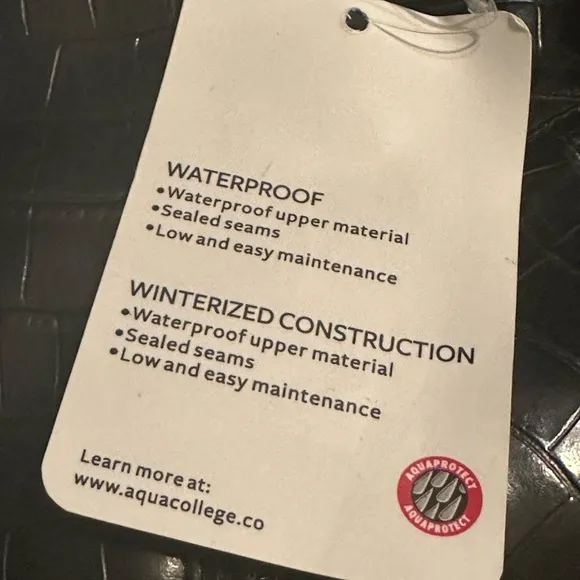 WATERPROOF
•Waterproof upper material
•Sealed seams
•Low and easy maintenance
WINTERIZED CONSTRUCTION
•Waterproof upper material
•Sealed seams
•Low and easy maintenance
Learn more at:
www.aquacollege.co
AQUAPROTECT
AQUAPROTECT